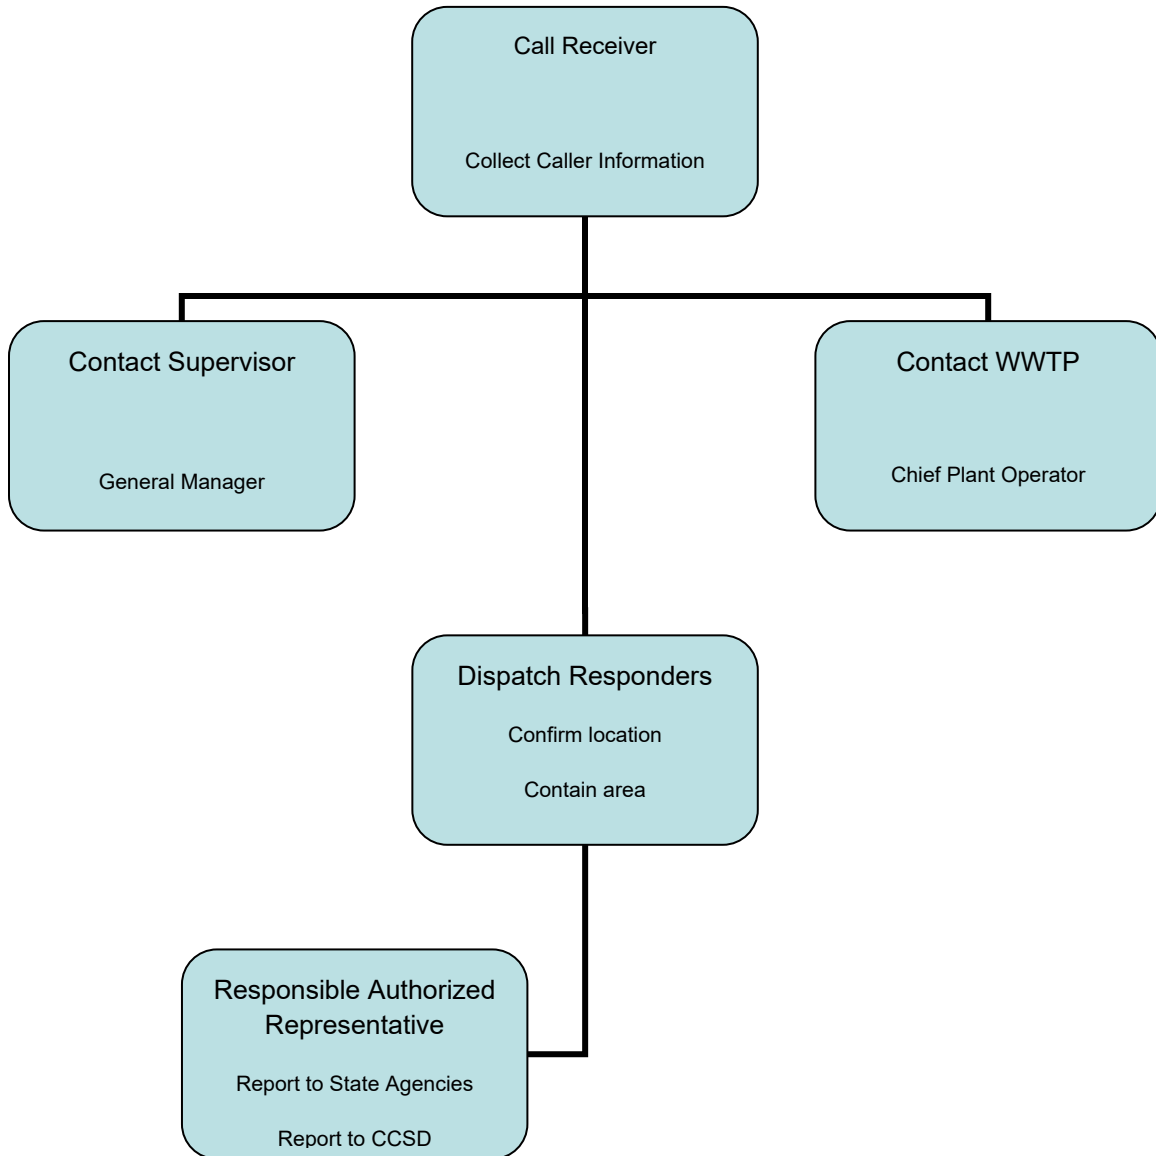 Call Receiver
Collect Caller Information
Contact Supervisor
General Manager
Contact WWTP
Chief Plant Operator
Dispatch Responders
Confirm location
Contain area
Responsible Authorized
Representative
Report to State Agencies
Report to CCSD